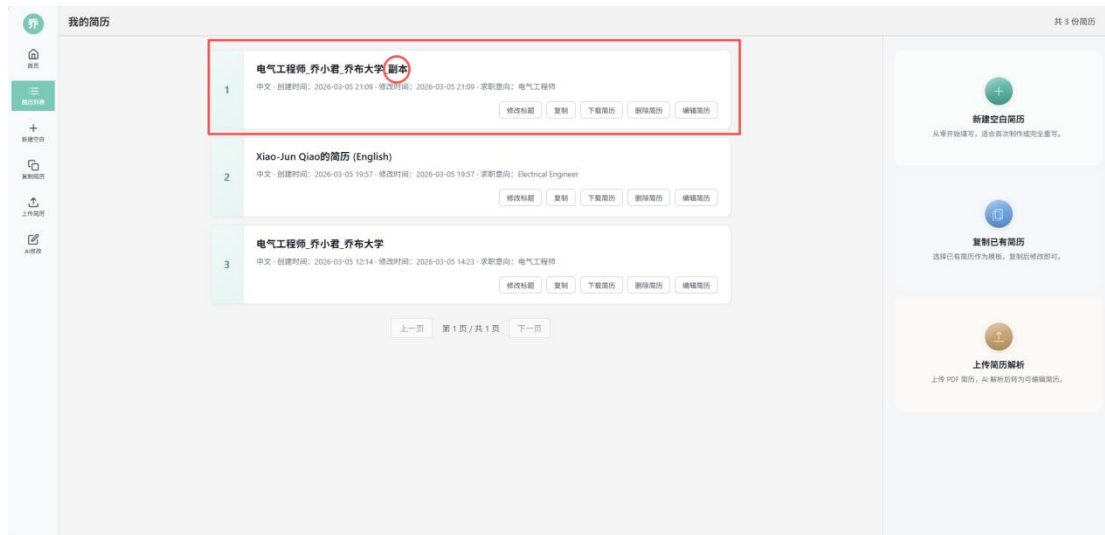 乔
我的简历
共 3 份简历
首页
简历列表
新建空白
复制简历
上传简历
AI修改
1
电气工程师_乔小君_乔布大学_副本
中文 · 创建时间：2026-03-05 21:09 · 修改时间：2026-03-05 21:09 · 求职意向：电气工程师
修改标题 复制 下载简历 删除简历 编辑简历
2
Xiao-Jun Qiao的简历 (English)
中文 · 创建时间：2026-03-05 19:57 · 修改时间：2026-03-05 19:57 · 求职意向：Electrical Engineer
修改标题 复制 下载简历 删除简历 编辑简历
3
电气工程师_乔小君_乔布大学
中文 · 创建时间：2026-03-05 12:14 · 修改时间：2026-03-05 14:23 · 求职意向：电气工程师
修改标题 复制 下载简历 删除简历 编辑简历
上一页 第 1 页 / 共 1 页 下一页
新建空白简历
从零开始填写，适合首次制作或完全重写。
复制已有简历
选择已有简历作为模板，复制后修改即可。
上传简历解析
上传 PDF 简历，AI 解析后转为可编辑简历。